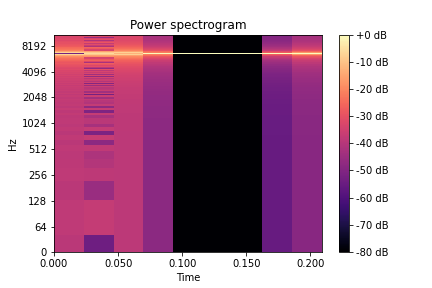 Power spectrogram
8192
4096
2048
1024
512
256
128
64
0
Hz
0.000 0.050 0.100 0.150 0.200
Time
+0 dB
-10 dB
-20 dB
-30 dB
-40 dB
-50 dB
-60 dB
-70 dB
-80 dB